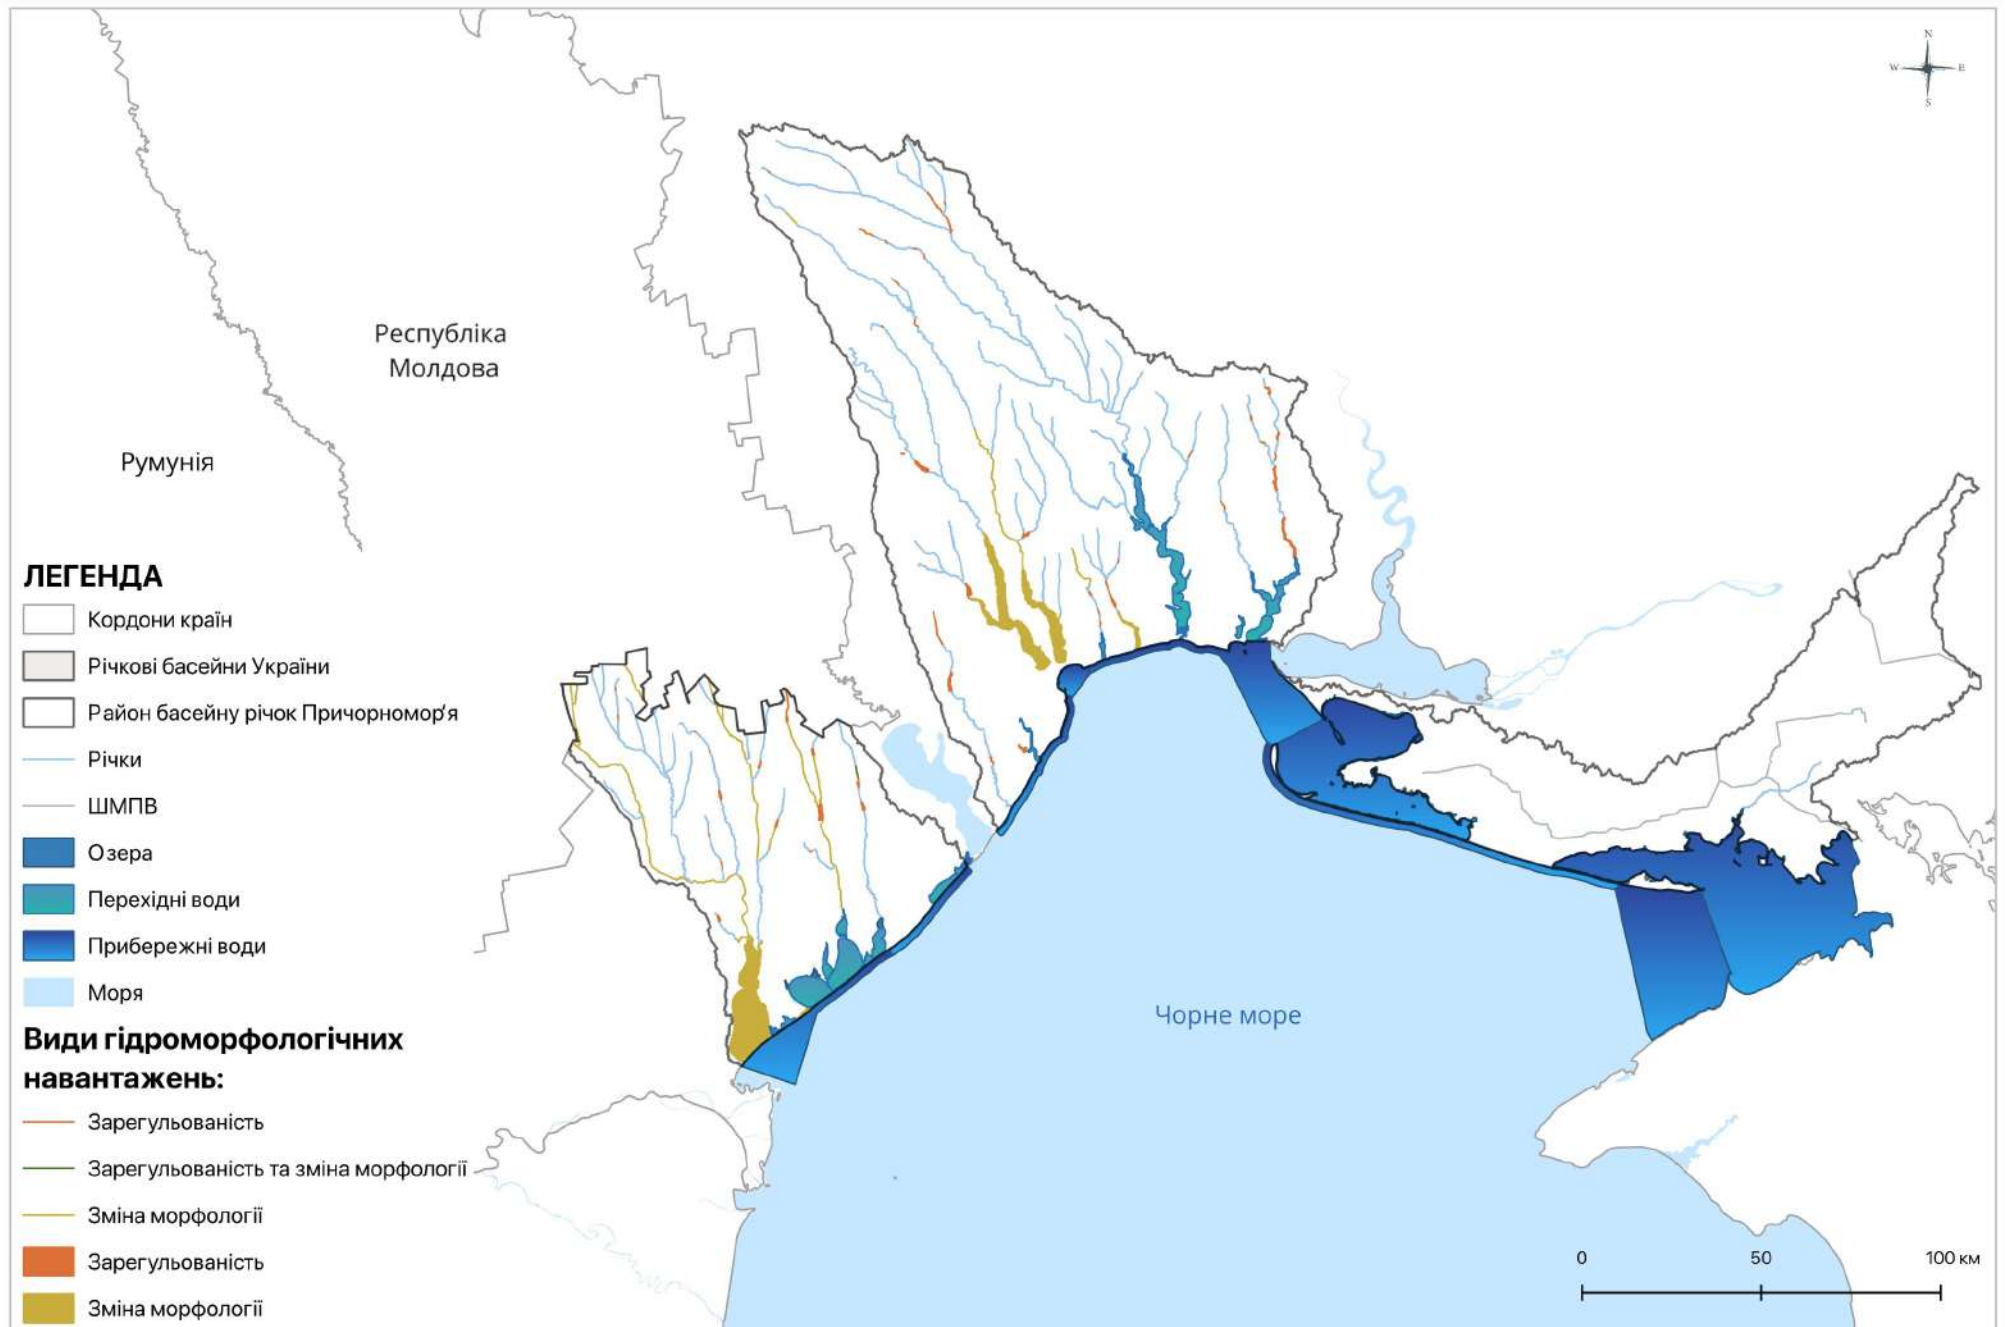 N
W E
S
Республіка
Молдова
Румунія
ЛЕГЕНДА
Кордони країн
Річкові басейни України
Район басейну річок Причорномор'я
Річки
ШМПВ
Озера
Перехідні води
Прибережні води
Моря
Чорне море
Види гідроморфологічних
навантажень:
Зарегульованість
Зарегульованість та зміна морфології
Зміна морфології
Зарегульованість
Зміна морфології
0 50 100 км